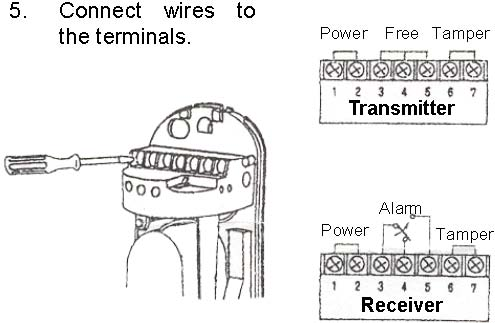 5. Connect wires to
the terminals.
Power Free Tamper
1 2 3 4 5 6 7
Transmitter
Alarm
Power Tamper
1 2 3 4 5 6 7
Receiver